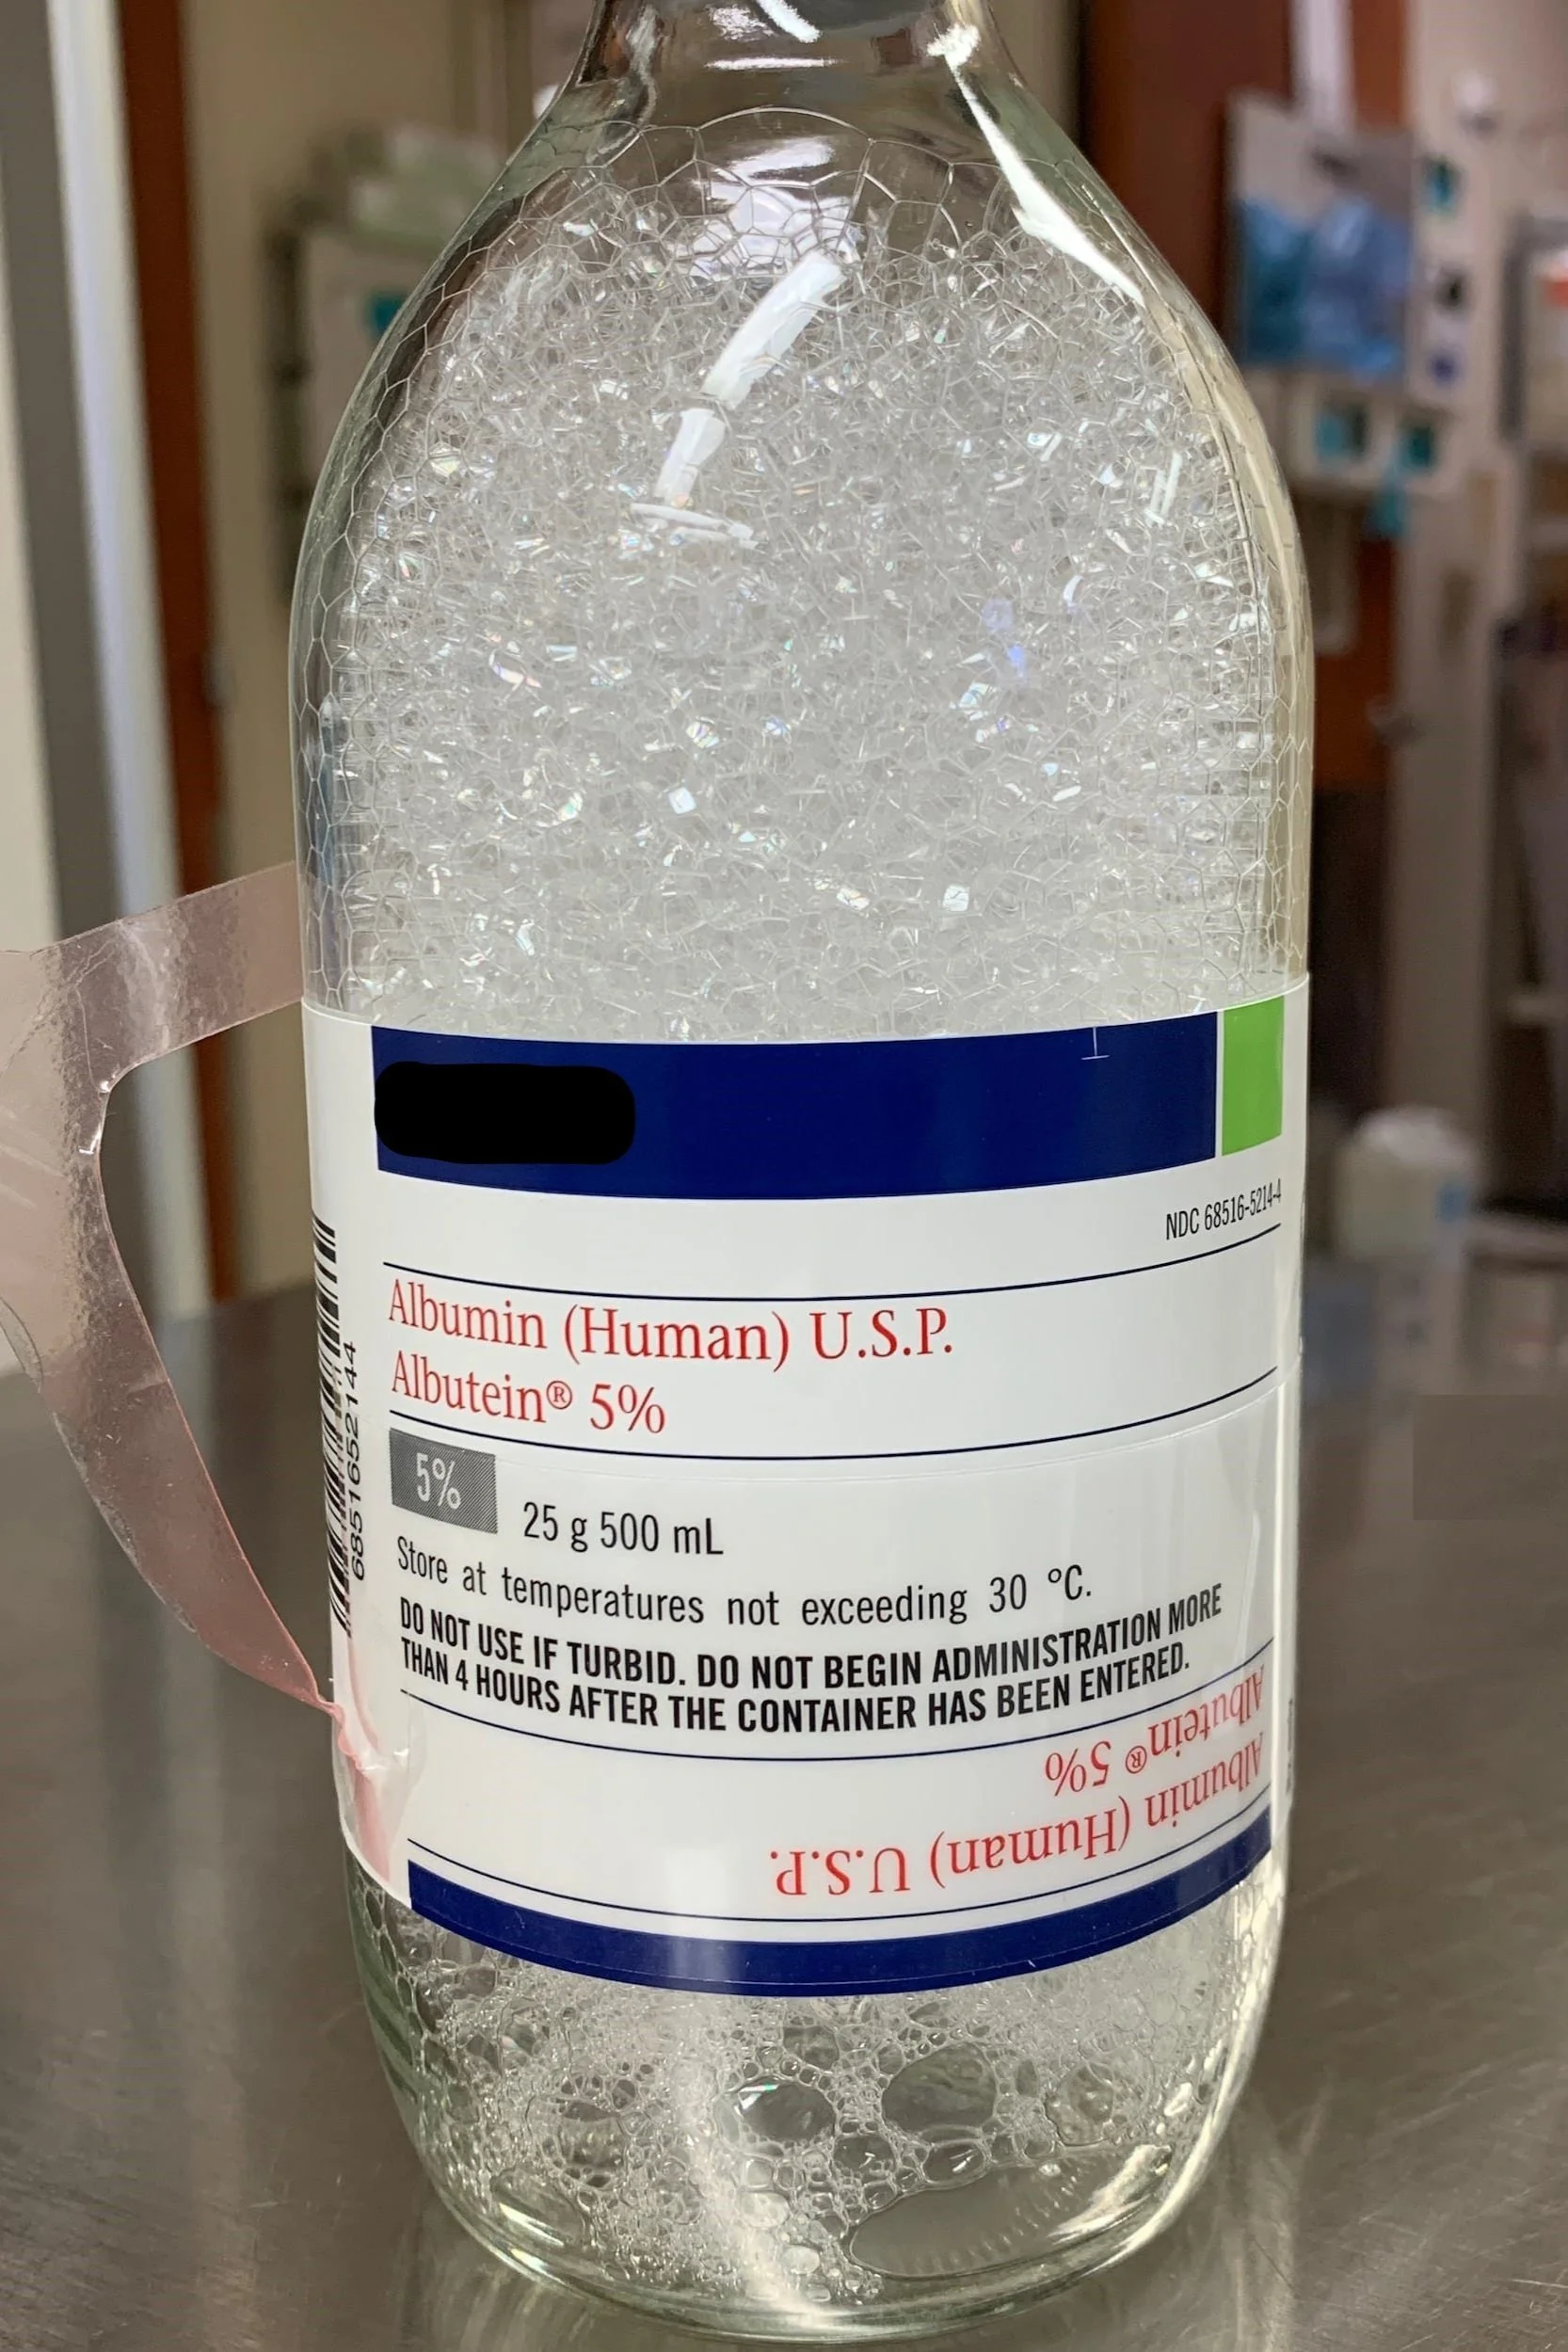 NDC 68516-5214-4
Albumin (Human) U.S.P.
Albutein® 5%
5%
25 g 500 mL
Store at temperatures not exceeding 30 °C.
DO NOT USE IF TURBID. DO NOT BEGIN ADMINISTRATION MORE
THAN 4 HOURS AFTER THE CONTAINER HAS BEEN ENTERED.
Albumin (Human) U.S.P.
Albutein® 5%
68516552144